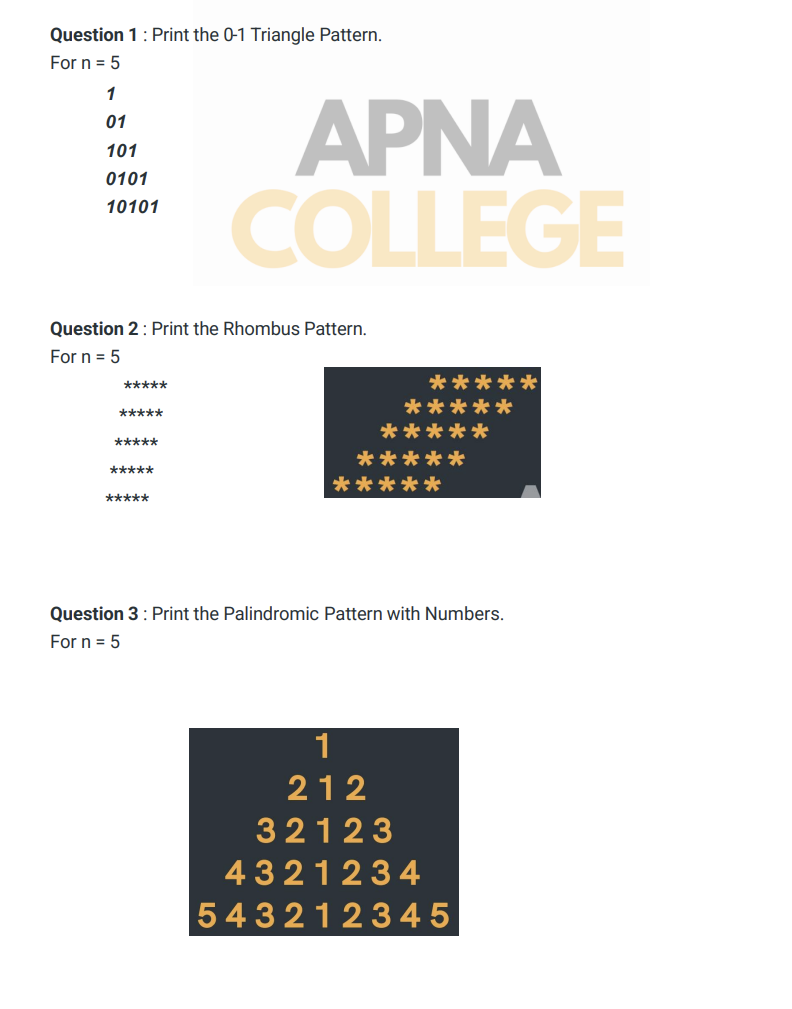 Question 1 : Print the 0-1 Triangle Pattern.
For n = 5
1
01
101
0101
10101
APNA
COLLEGE
Question 2 : Print the Rhombus Pattern.
For n = 5
*****
*****
*****
*****
*****
* * * * *
* * * * *
* * * * *
* * * * *
* * * * *
Question 3 : Print the Palindromic Pattern with Numbers.
For n = 5
1
2 1 2
3 2 1 2 3
4 3 2 1 2 3 4
5 4 3 2 1 2 3 4 5